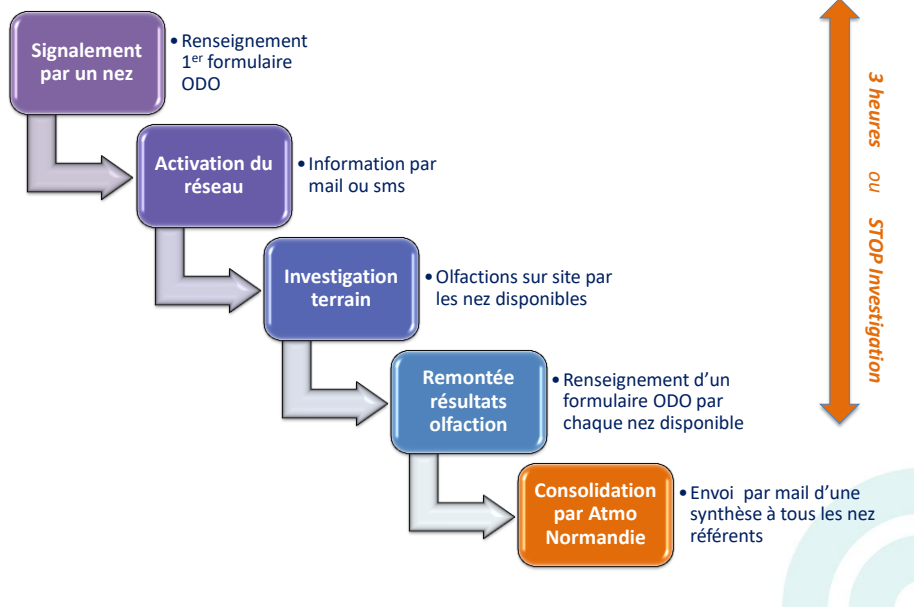 Signalement
par un nez
• Renseignement
1er formulaire
ODO
Activation du
réseau
• Information par
mail ou sms
Investigation
terrain
• Olfactions sur site par
les nez disponibles
Remontée
résultats
olfaction
• Renseignement d’un
formulaire ODO par
chaque nez disponible
Consolidation
par Atmo
Normandie
• Envoi par mail d’une
synthèse à tous les nez
référents
3 heures ou STOP Investigation